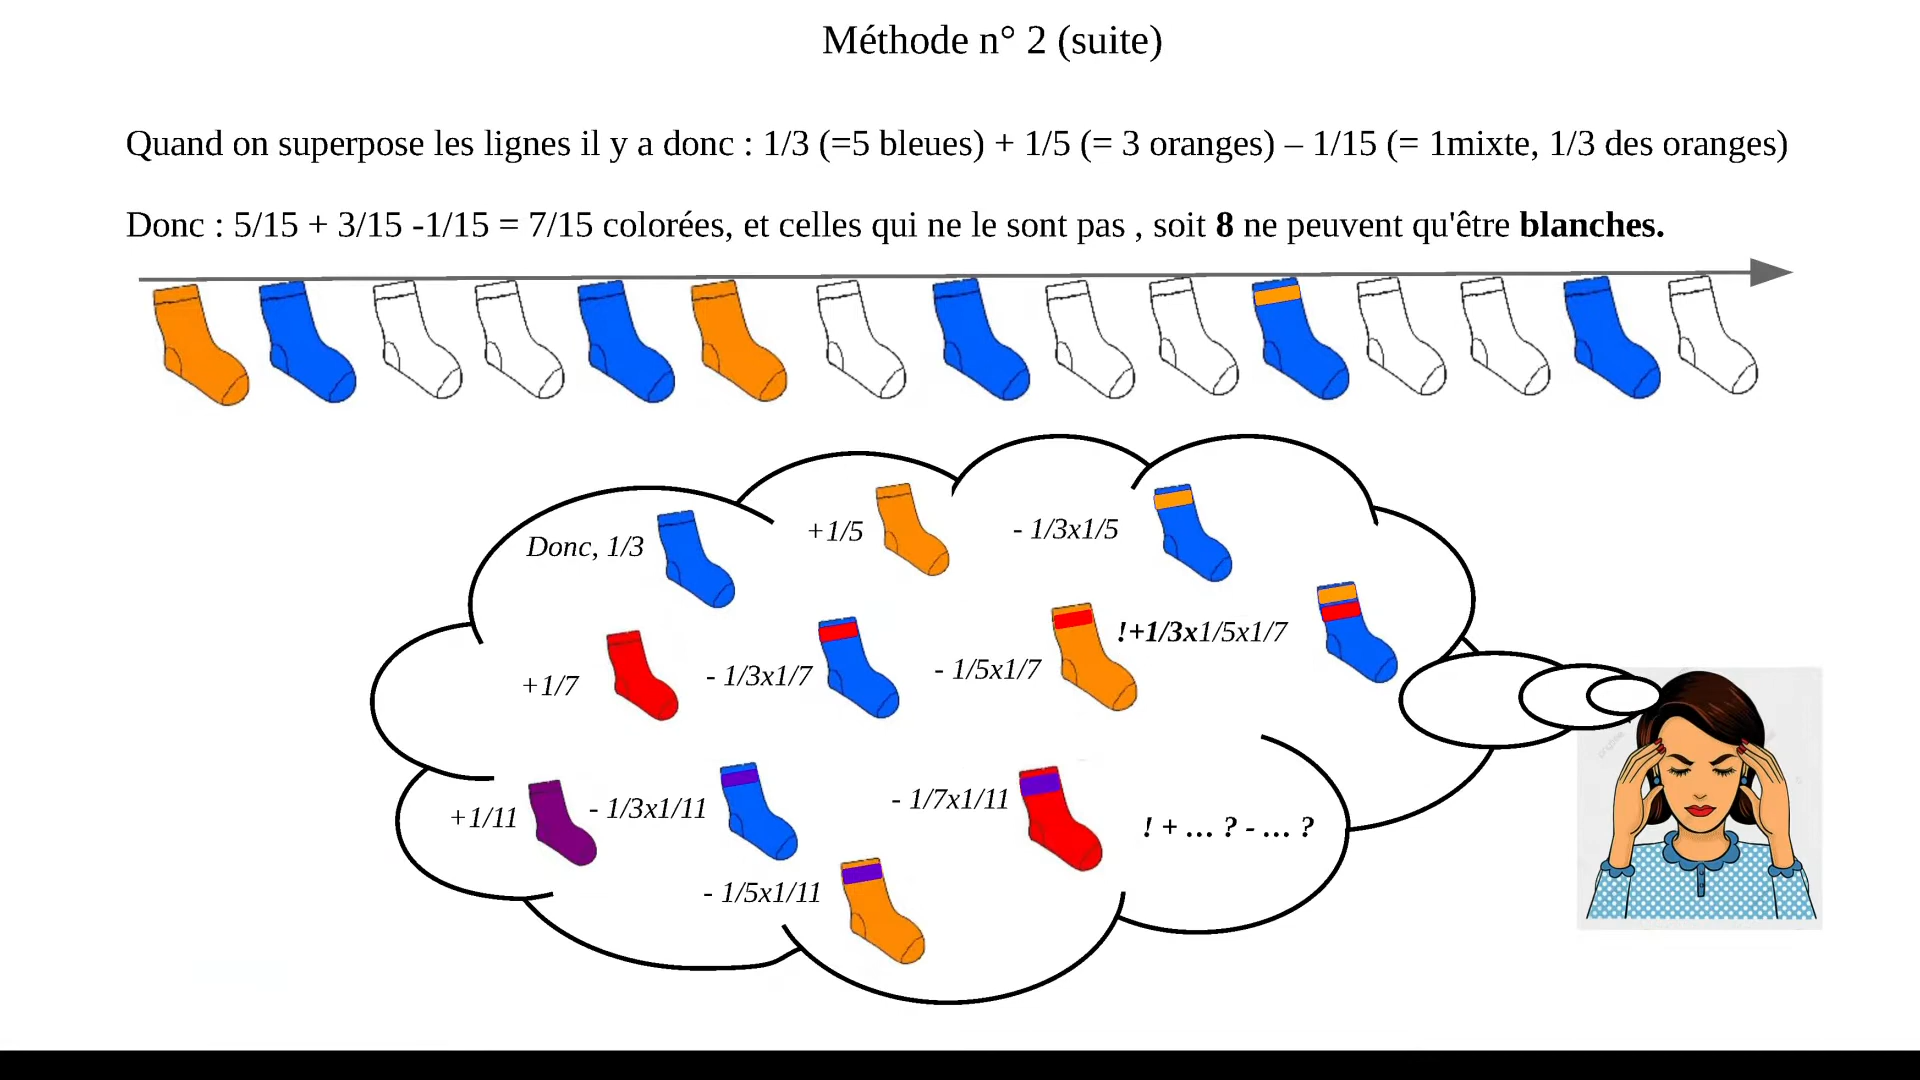 Méthode n° 2 (suite)
Quand on superpose les lignes il y a donc : 1/3 (=5 bleues) + 1/5 (= 3 oranges) – 1/15 (= 1mixte, 1/3 des oranges)
Donc : 5/15 + 3/15 -1/15 = 7/15 colorées, et celles qui ne le sont pas , soit 8 ne peuvent qu'être blanches.
Donc, 1/3
+1/5
- 1/3x1/5
+1/7
- 1/3x1/7
- 1/5x1/7
!+1/3x1/5x1/7
+1/11
- 1/3x1/11
- 1/7x1/11
! + … ? - … ?
- 1/5x1/11